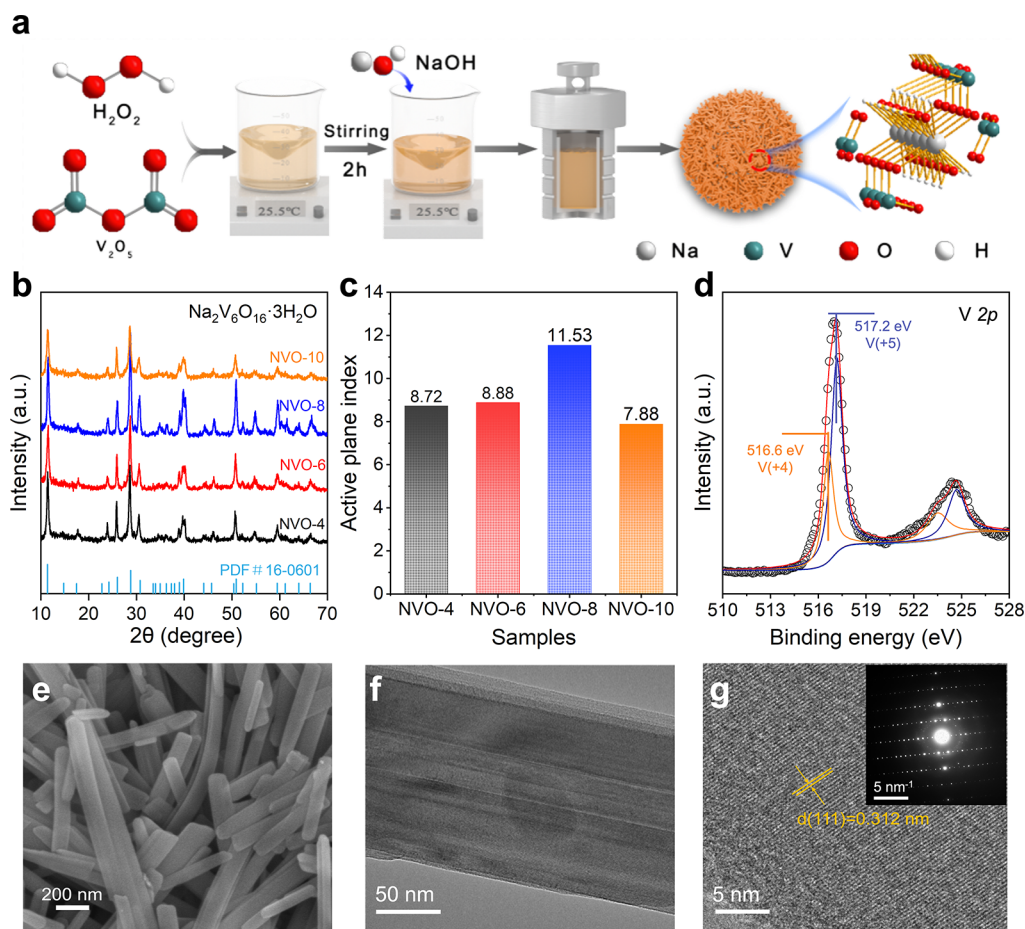 a
H₂O₂
V₂O₅
25.5℃
Stirring
2h
NaOH
25.5℃
Na
V
O
H
b
Na₂V₆O₁₆·3H₂O
NVO-10
NVO-8
NVO-6
NVO-4
PDF＃16-0601
Intensity (a.u.)
10 20 30 40 50 60 70
2θ (degree)
c
Active plane index
14
12
10
8
6
4
2
0
8.72
8.88
11.53
7.88
NVO-4 NVO-6 NVO-8 NVO-10
Samples
d
V 2p
517.2 eV
V(+5)
516.6 eV
V(+4)
Intensity (a.u.)
510 513 516 519 522 525 528
Binding energy (eV)
e
200 nm
f
50 nm
g
5 nm⁻¹
d(111)=0.312 nm
5 nm